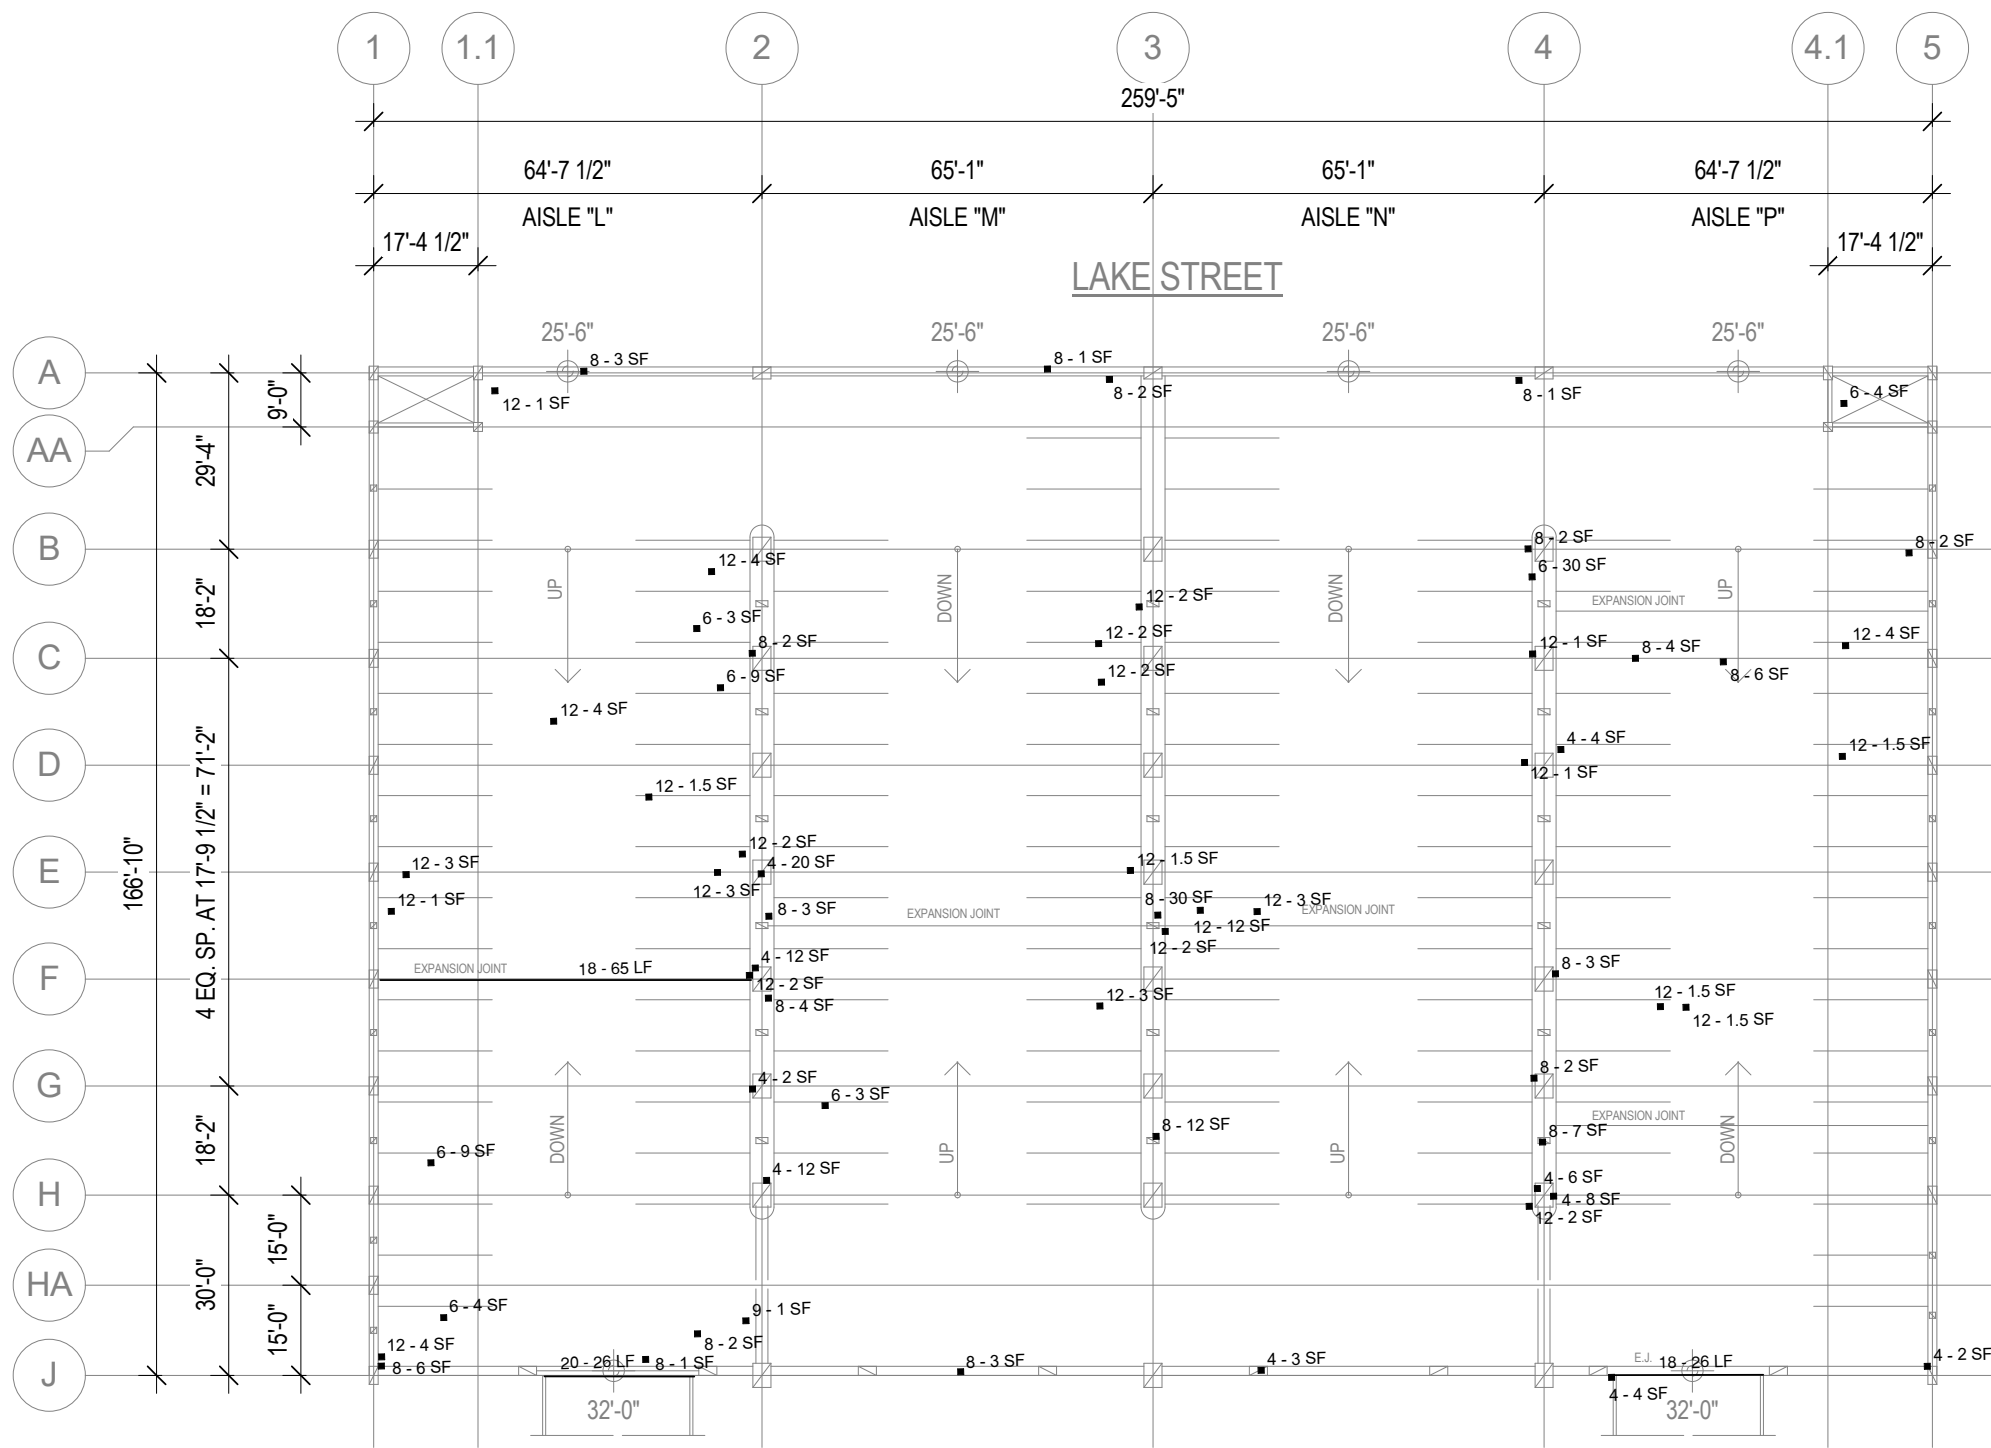 1
1.1
2
3
4
4.1
5
259'-5"
64'-7 1/2"
65'-1"
65'-1"
64'-7 1/2"
AISLE "L"
AISLE "M"
AISLE "N"
AISLE "P"
17'-4 1/2"
17'-4 1/2"
LAKE STREET
25'-6"
25'-6"
25'-6"
25'-6"
A
8 - 3 SF
8 - 1 SF
8 - 2 SF
8 - 1 SF
6 - 4 SF
12 - 1 SF
9'-0"
AA
29'-4"
B
8 - 2 SF
8 - 2 SF
12 - 4 SF
6 - 30 SF
UP
DOWN
DOWN
UP
EXPANSION JOINT
18'-2"
12 - 2 SF
6 - 3 SF
8 - 2 SF
12 - 2 SF
12 - 1 SF
8 - 4 SF
12 - 4 SF
C
6 - 9 SF
12 - 2 SF
8 - 6 SF
12 - 4 SF
4 - 4 SF
12 - 1.5 SF
D
12 - 1 SF
12 - 1.5 SF
4 EQ. SP. AT 17'-9 1/2" = 71'-2"
166'-10"
12 - 2 SF
E
12 - 3 SF
4 - 20 SF
12 - 1.5 SF
12 - 3 SF
12 - 1 SF
8 - 3 SF
EXPANSION JOINT
8 - 30 SF
12 - 3 SF
EXPANSION JOINT
12 - 12 SF
12 - 2 SF
4 - 12 SF
F
EXPANSION JOINT
18 - 65 LF
8 - 3 SF
12 - 2 SF
8 - 4 SF
12 - 3 SF
12 - 1.5 SF
12 - 1.5 SF
G
4 - 2 SF
8 - 2 SF
6 - 3 SF
EXPANSION JOINT
8 - 12 SF
8 - 7 SF
18'-2"
6 - 9 SF
DOWN
UP
UP
DOWN
H
4 - 12 SF
4 - 6 SF
4 - 8 SF
12 - 2 SF
15'-0"
HA
30'-0"
6 - 4 SF
9 - 1 SF
15'-0"
8 - 2 SF
12 - 4 SF
J
8 - 6 SF
20 - 26 LF
8 - 1 SF
8 - 3 SF
4 - 3 SF
E.J.
18 - 26 LF
4 - 2 SF
4 - 4 SF
32'-0"
32'-0"